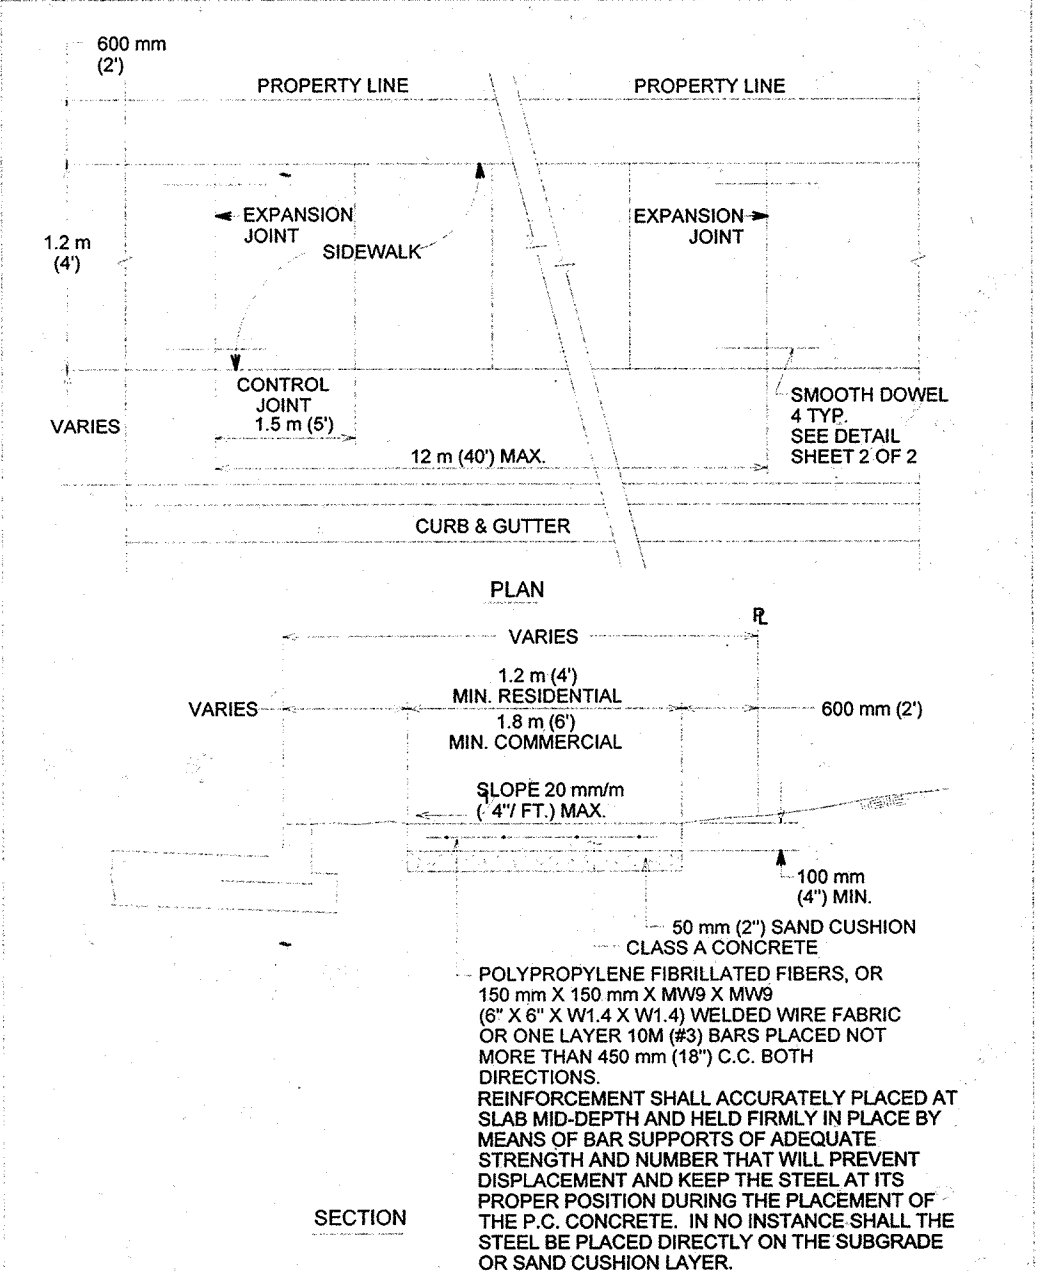 600 mm
(2')
PROPERTY LINE
PROPERTY LINE
EXPANSION
JOINT
EXPANSION
JOINT
SIDEWALK
1.2 m
(4')
CONTROL
JOINT
1.5 m (5')
VARIES
SMOOTH DOWEL
4 TYP.
SEE DETAIL
SHEET 2 OF 2
12 m (40') MAX.
CURB & GUTTER
PLAN
PL
VARIES
1.2 m (4')
MIN. RESIDENTIAL
VARIES
600 mm (2')
1.8 m (6')
MIN. COMMERCIAL
SLOPE 20 mm/m
( 4"/ FT.) MAX.
100 mm
(4") MIN.
50 mm (2") SAND CUSHION
CLASS A CONCRETE
POLYPROPYLENE FIBRILLATED FIBERS, OR
150 mm X 150 mm X MW9 X MW9
(6" X 6" X W1.4 X W1.4) WELDED WIRE FABRIC
OR ONE LAYER 10M (#3) BARS PLACED NOT
MORE THAN 450 mm (18") C.C. BOTH
DIRECTIONS.
REINFORCEMENT SHALL ACCURATELY PLACED AT
SLAB MID-DEPTH AND HELD FIRMLY IN PLACE BY
MEANS OF BAR SUPPORTS OF ADEQUATE
STRENGTH AND NUMBER THAT WILL PREVENT
DISPLACEMENT AND KEEP THE STEEL AT ITS
PROPER POSITION DURING THE PLACEMENT OF
THE P.C. CONCRETE. IN NO INSTANCE SHALL THE
STEEL BE PLACED DIRECTLY ON THE SUBGRADE
OR SAND CUSHION LAYER.
SECTION